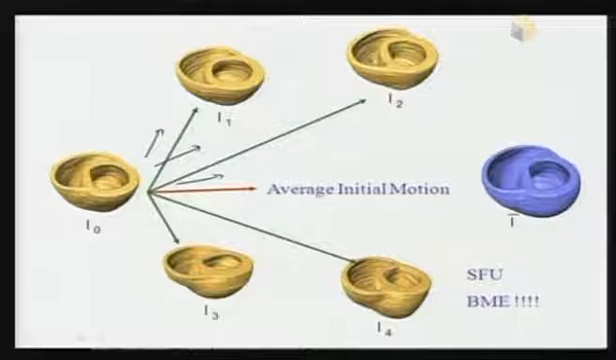 I1
I2
Average Initial Motion
I0
I
SFU
I3
BME !!!!
I4